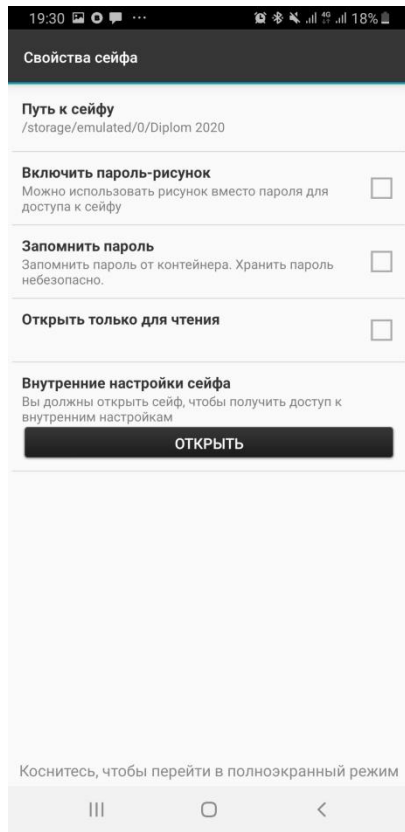 19:30 ··· 4G 18%
Свойства сейфа
Путь к сейфу
/storage/emulated/0/Diplom 2020
Включить пароль-рисунок
Можно использовать рисунок вместо пароля для
доступа к сейфу
Запомнить пароль
Запомнить пароль от контейнера. Хранить пароль
небезопасно.
Открыть только для чтения
Внутренние настройки сейфа
Вы должны открыть сейф, чтобы получить доступ к
внутренним настройкам
ОТКРЫТЬ
Коснитесь, чтобы перейти в полноэкранный режим